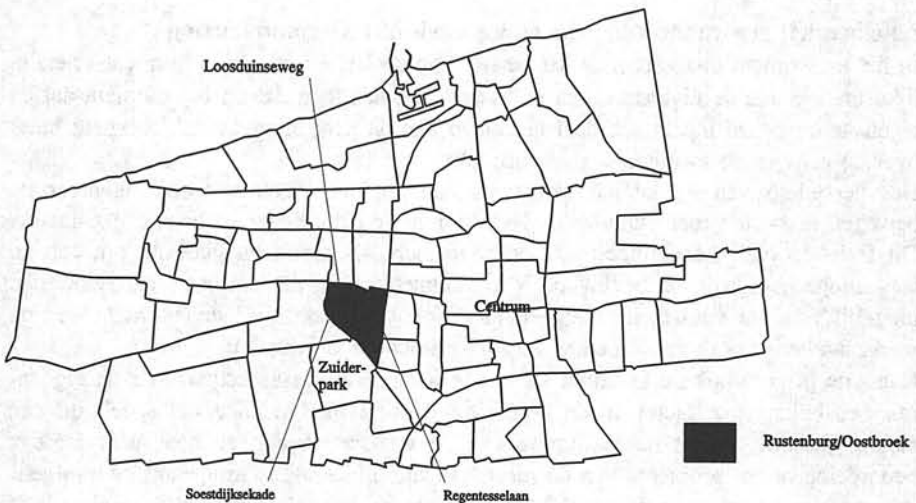 Loosduinseweg
Centrum
Zuider-
park
Rustenburg/Oostbroek
Soestdijksekade
Regentesselaan